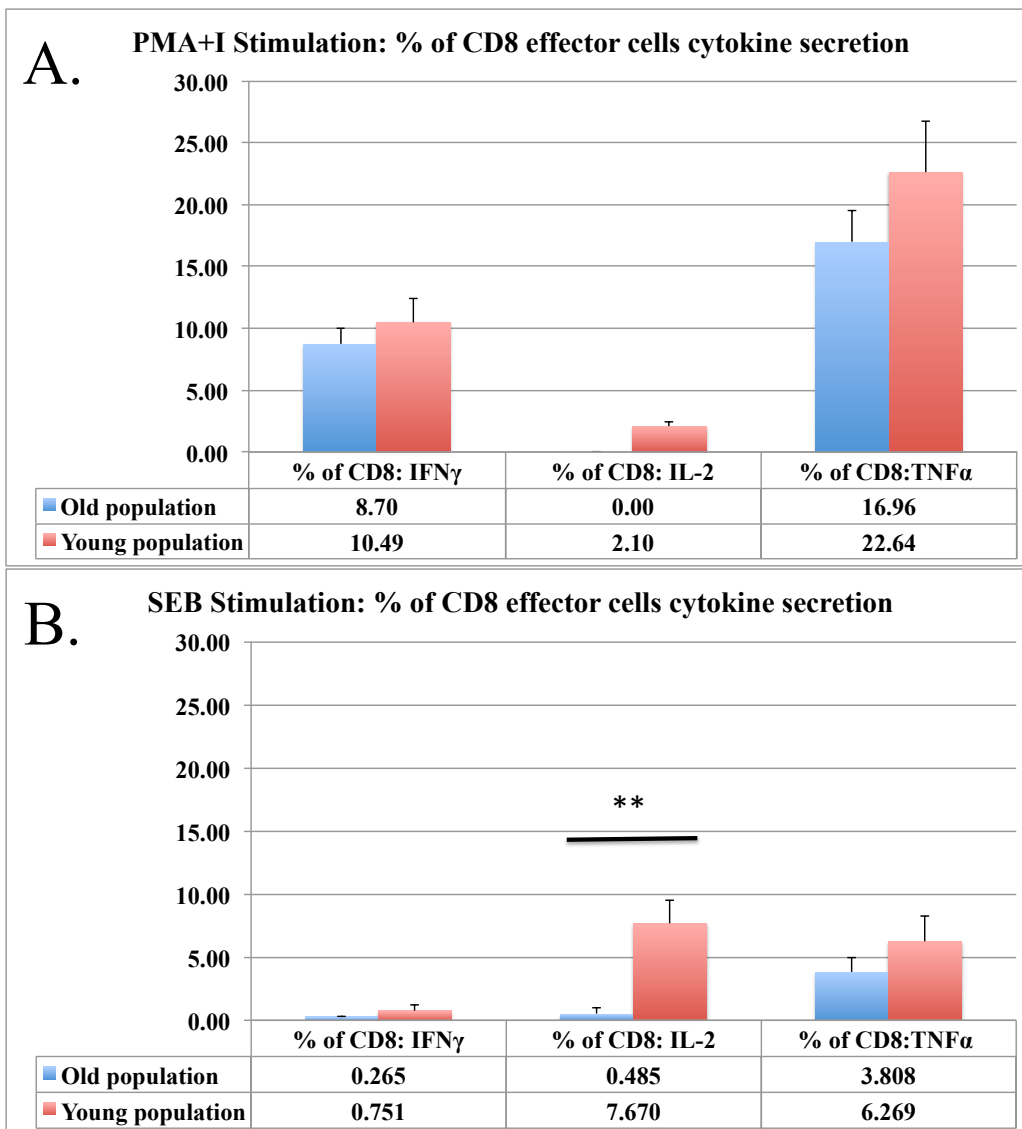 A.
PMA+I Stimulation: % of CD8 effector cells cytokine secretion
30.00
25.00
20.00
15.00
10.00
5.00
0.00
% of CD8: IFNγ % of CD8: IL-2 % of CD8:TNFα
Old population 8.70 0.00 16.96
Young population 10.49 2.10 22.64
B.
SEB Stimulation: % of CD8 effector cells cytokine secretion
30.00
25.00
20.00
**
15.00
10.00
5.00
0.00
% of CD8: IFNγ % of CD8: IL-2 % of CD8:TNFα
Old population 0.265 0.485 3.808
Young population 0.751 7.670 6.269